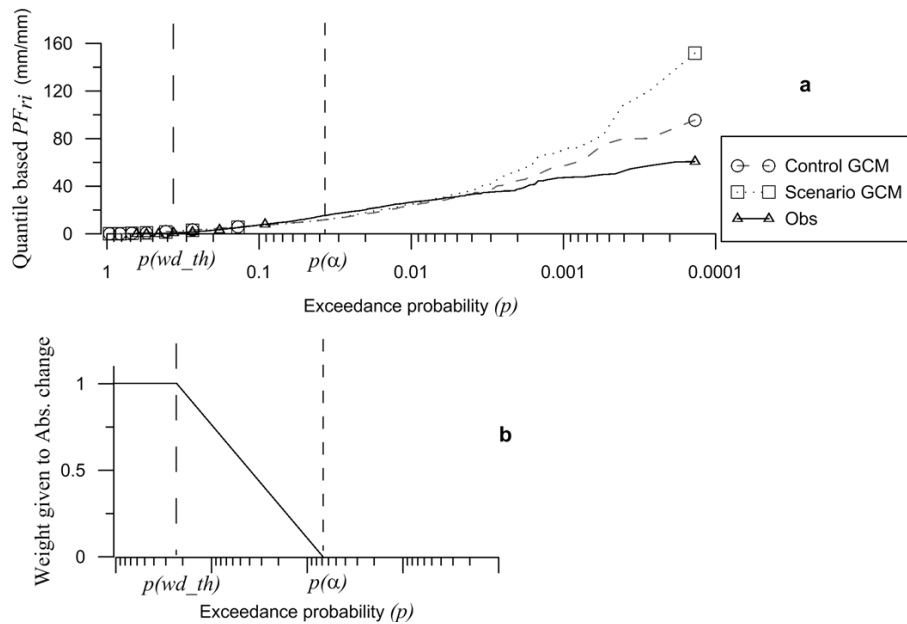 Quantile based PF_ri (mm/mm)
160
120
80
40
0
a
Control GCM
Scenario GCM
Obs
1
0.1
0.01
0.001
0.0001
p(wd_th)
p(α)
Exceedance probability (p)
Weight given to Abs. change
1
0.5
0
b
p(wd_th)
p(α)
Exceedance probability (p)